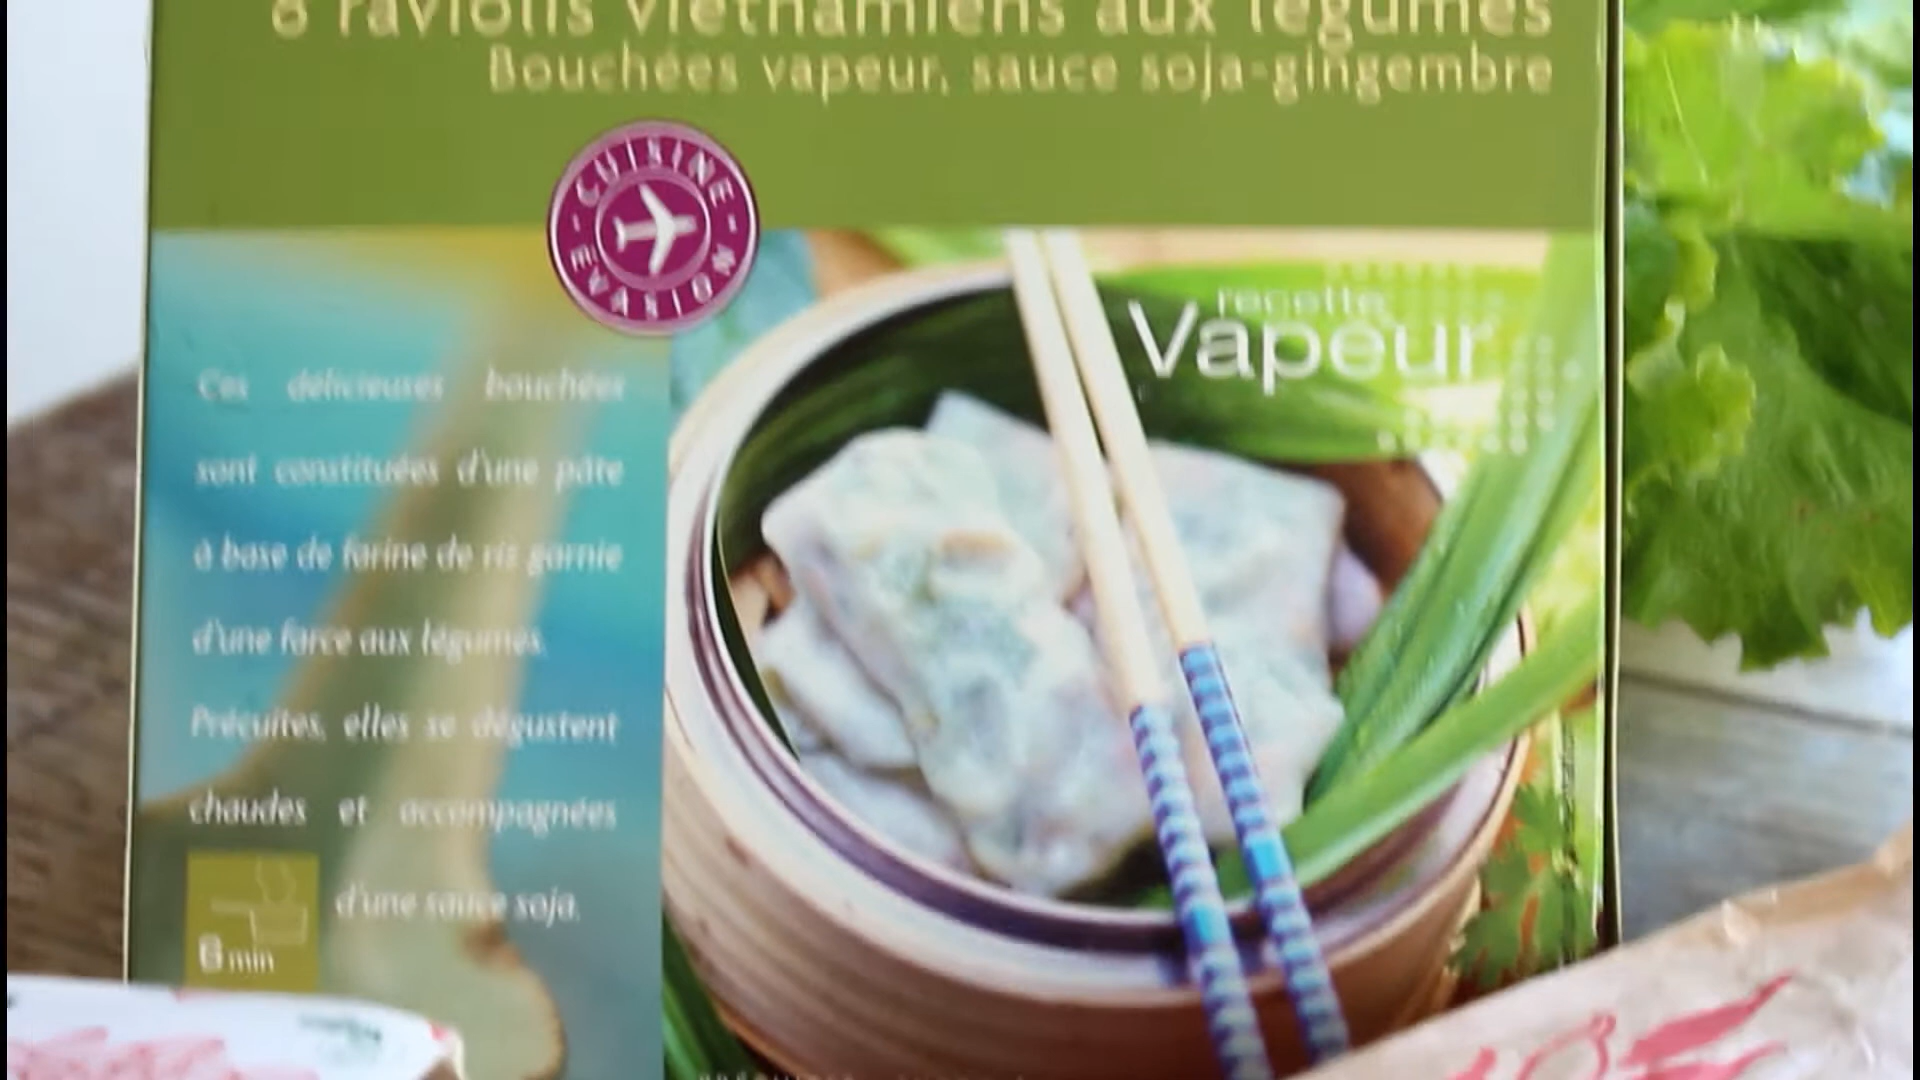 6 raviolis vietnamiens aux légumes
Bouchées vapeur, sauce soja-gingembre
CUISINE
EVASION
recette
Vapeur
Ces délicieuses bouchées
sont constituées d'une pâte
à base de farine de riz garnie
d'une farce aux légumes.
Précuites, elles se dégustent
chaudes et accompagnées
d'une sauce soja.
6 min